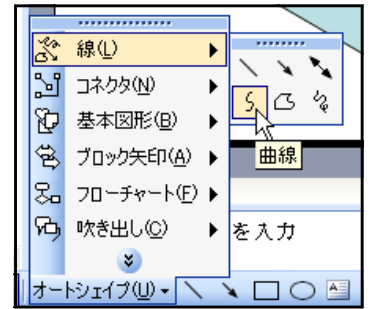 線(L)
コネクタ(N)
基本図形(B)
ブロック矢印(A)
フローチャート(F)
吹き出し(C)
曲線
を入力
オートシェイプ(U)
A